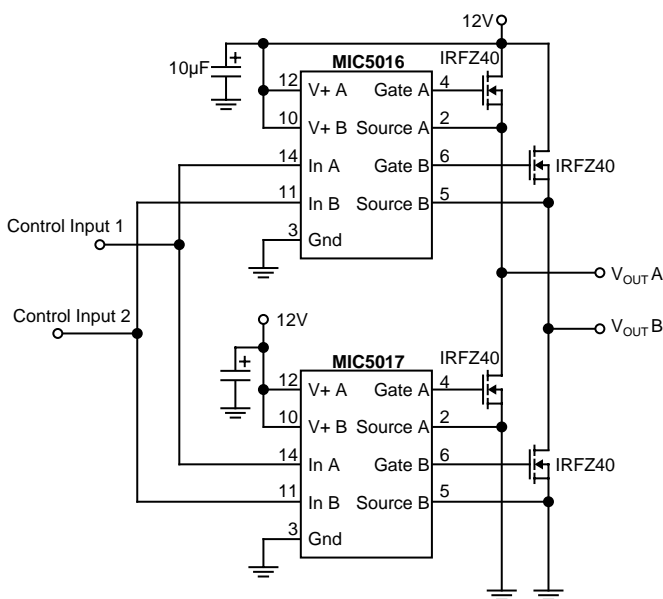 12V
IRFZ40
10µF
+
MIC5016
12 V+ A Gate A 4
10 V+ B Source A 2
14 In A Gate B 6
IRFZ40
11 In B Source B 5
3 Gnd
Control Input 1
Control Input 2
VOUT A
VOUT B
12V
+
MIC5017
IRFZ40
12 V+ A Gate A 4
10 V+ B Source A 2
14 In A Gate B 6
IRFZ40
11 In B Source B 5
3 Gnd